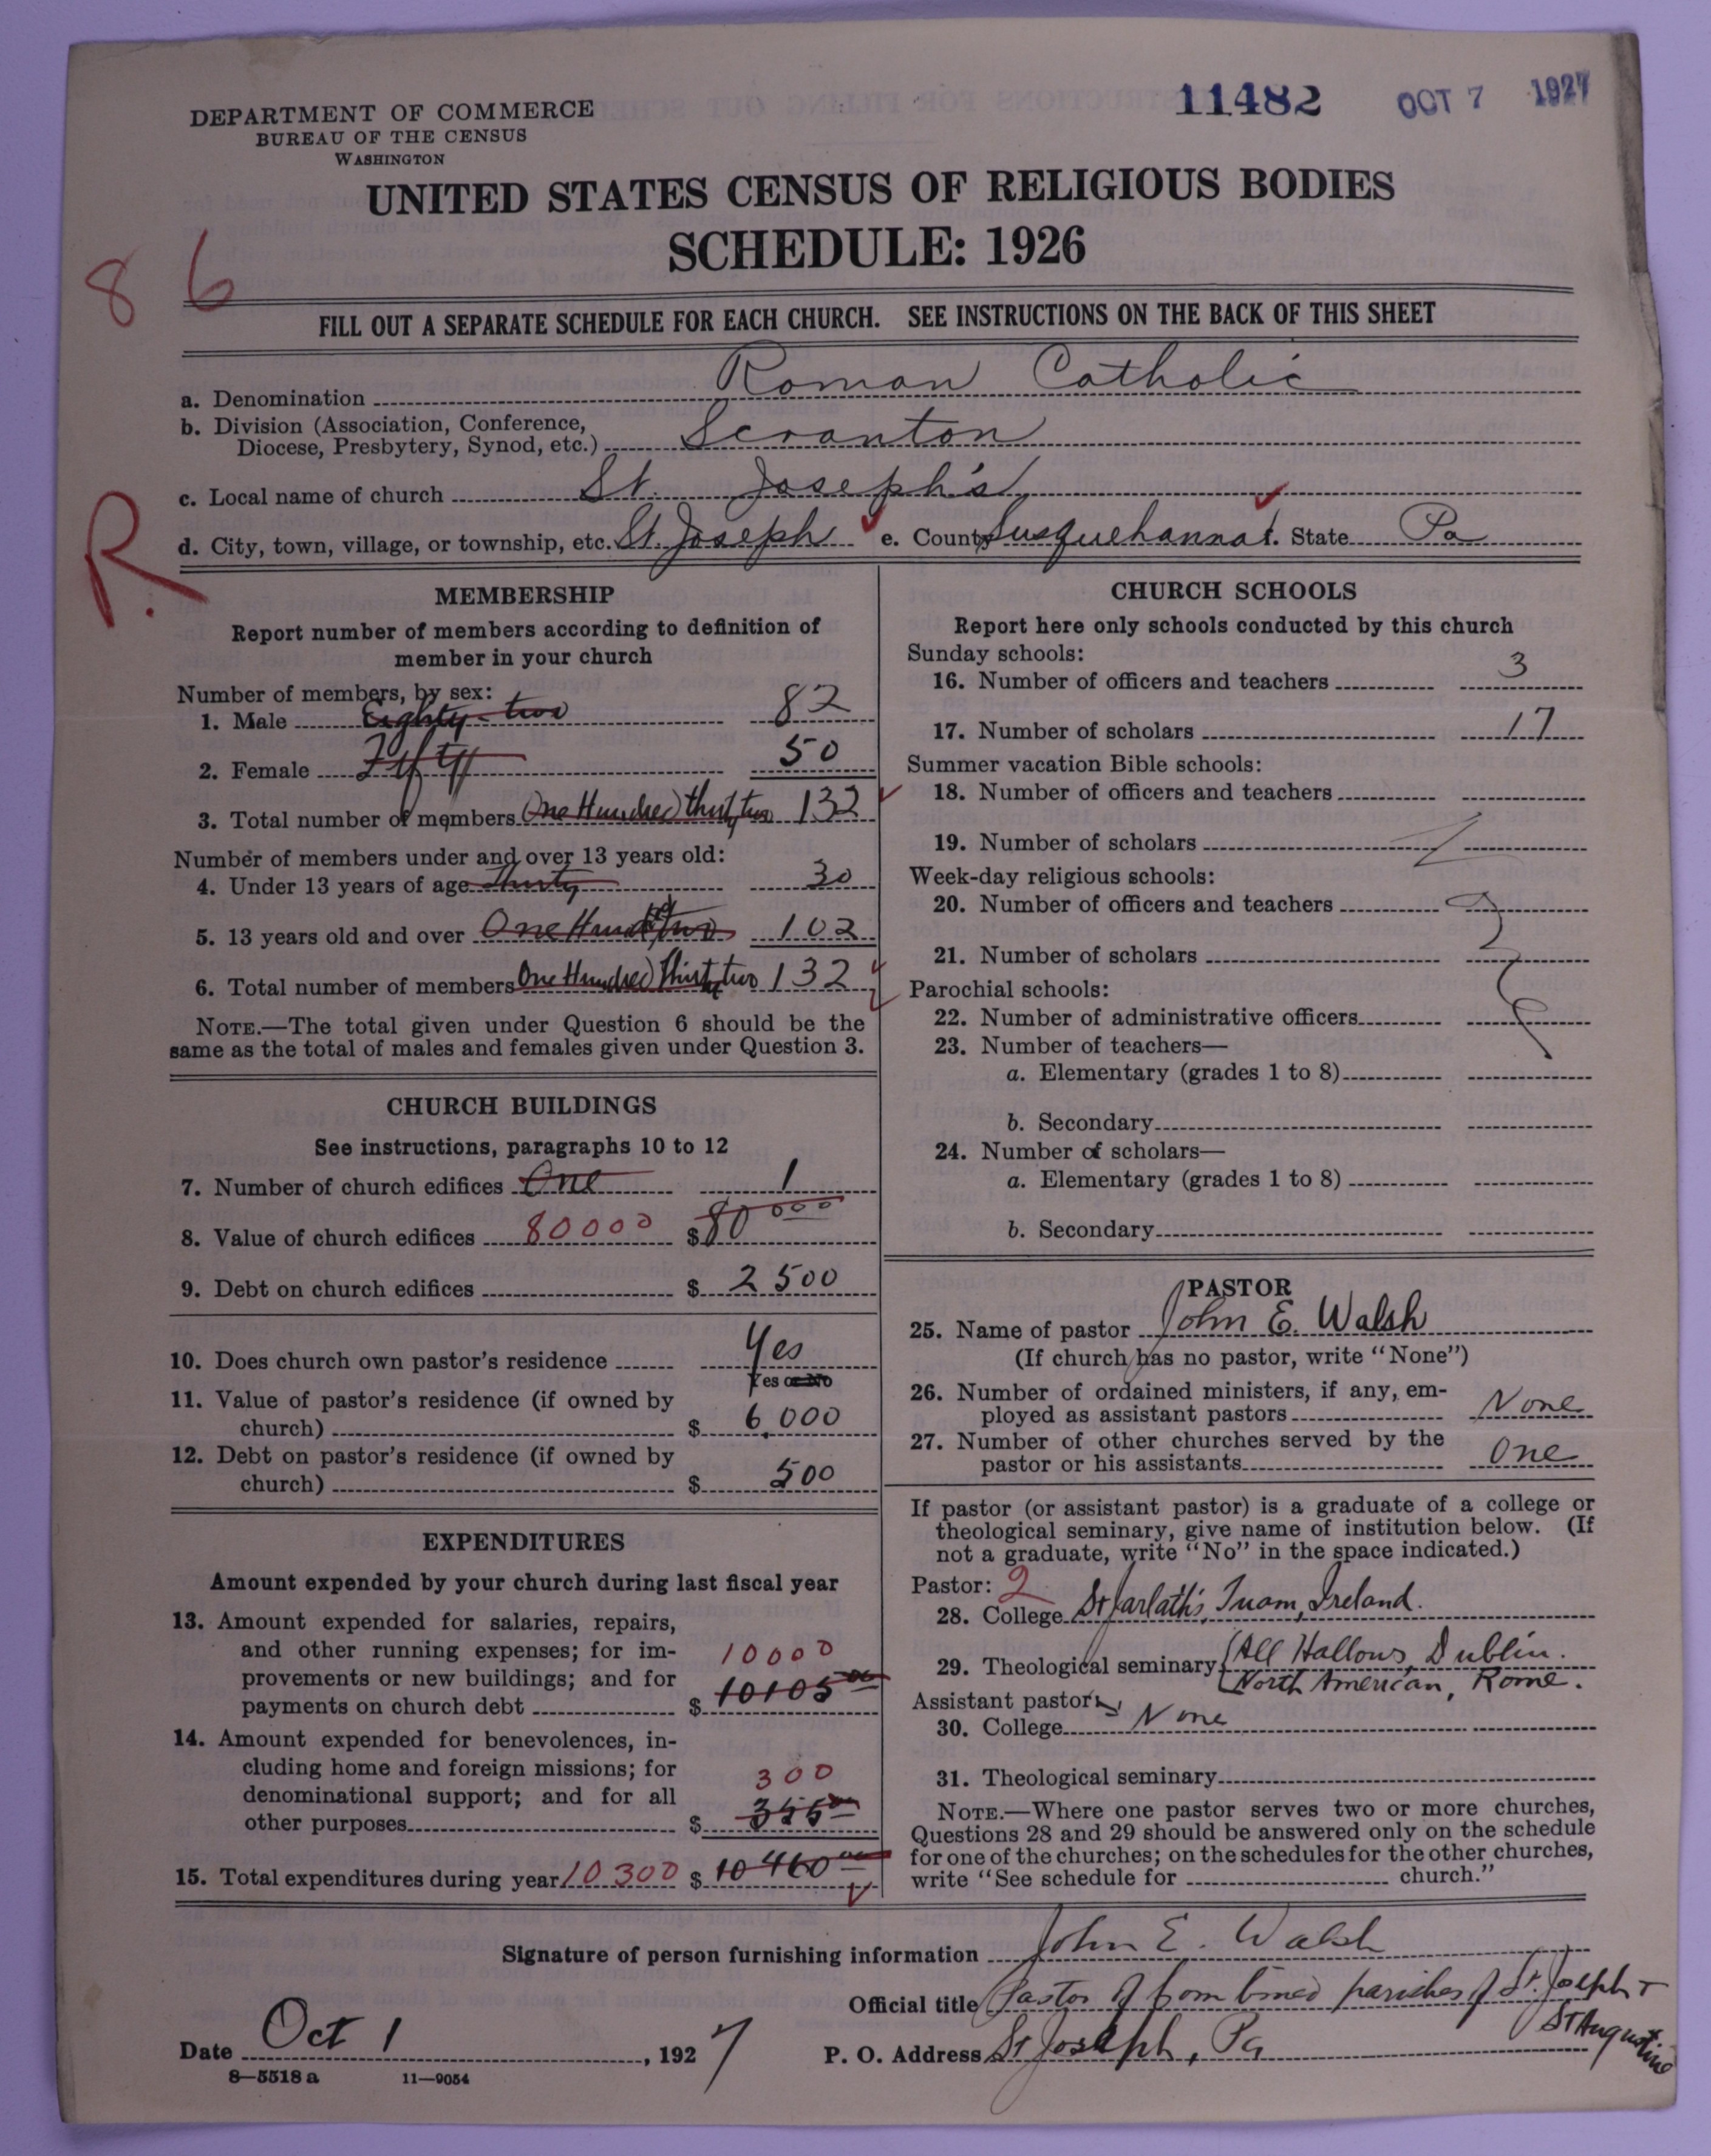 11482 OCT 7 1927
DEPARTMENT OF COMMERCE
BUREAU OF THE CENSUS
WASHINGTON
UNITED STATES CENSUS OF RELIGIOUS BODIES
SCHEDULE: 1926
8 6
FILL OUT A SEPARATE SCHEDULE FOR EACH CHURCH. SEE INSTRUCTIONS ON THE BACK OF THIS SHEET
a. Denomination Roman Catholic
b. Division (Association, Conference,
Diocese, Presbytery, Synod, etc.) Scranton
c. Local name of church St. Joseph's
R.
d. City, town, village, or township, etc. St. Joseph e. County Susquehanna f. State Pa
MEMBERSHIP
Report number of members according to definition of
member in your church
Number of members, by sex:
1. Male Eighty-two 82
2. Female Fifty 50
3. Total number of members One Hundred thirty two 132
Number of members under and over 13 years old:
4. Under 13 years of age Thirty 30
5. 13 years old and over One Hund two 102
6. Total number of members One Hundred Thirty two 132
NOTE.—The total given under Question 6 should be the
same as the total of males and females given under Question 3.
CHURCH BUILDINGS
See instructions, paragraphs 10 to 12
7. Number of church edifices One 1
8. Value of church edifices 80000 $80 000
9. Debt on church edifices $ 2 500
10. Does church own pastor's residence Yes
Yes or No
11. Value of pastor's residence (if owned by
church) $ 6,000
12. Debt on pastor's residence (if owned by
church) $ 500
EXPENDITURES
Amount expended by your church during last fiscal year
13. Amount expended for salaries, repairs,
and other running expenses; for im- 10000
provements or new buildings; and for
payments on church debt $ 10105 00
14. Amount expended for benevolences, in-
cluding home and foreign missions; for 300
denominational support; and for all
other purposes $ 355 00
15. Total expenditures during year 10300 $ 10 460 00
CHURCH SCHOOLS
Report here only schools conducted by this church
Sunday schools:
16. Number of officers and teachers 3
17. Number of scholars 17
Summer vacation Bible schools:
18. Number of officers and teachers
19. Number of scholars
Week-day religious schools:
20. Number of officers and teachers
21. Number of scholars
Parochial schools:
22. Number of administrative officers
23. Number of teachers—
a. Elementary (grades 1 to 8)
b. Secondary
24. Number of scholars—
a. Elementary (grades 1 to 8)
b. Secondary
PASTOR
25. Name of pastor John E. Walsh
(If church has no pastor, write "None")
26. Number of ordained ministers, if any, em-
ployed as assistant pastors None
27. Number of other churches served by the
pastor or his assistants One
If pastor (or assistant pastor) is a graduate of a college or
theological seminary, give name of institution below. (If
not a graduate, write "No" in the space indicated.)
Pastor: 2
28. College St Jarlath's, Tuam, Ireland.
29. Theological seminary All Hallows, Dublin.
North American, Rome.
Assistant pastor:
30. College None
31. Theological seminary
NOTE.—Where one pastor serves two or more churches,
Questions 28 and 29 should be answered only on the schedule
for one of the churches; on the schedules for the other churches,
write "See schedule for church."
Signature of person furnishing information John E. Walsh
Official title Pastor of combined parishes of St. Joseph &
St Augustine
Date Oct 1, 1927
P. O. Address St Joseph, Pa
8—5518 a 11—9054